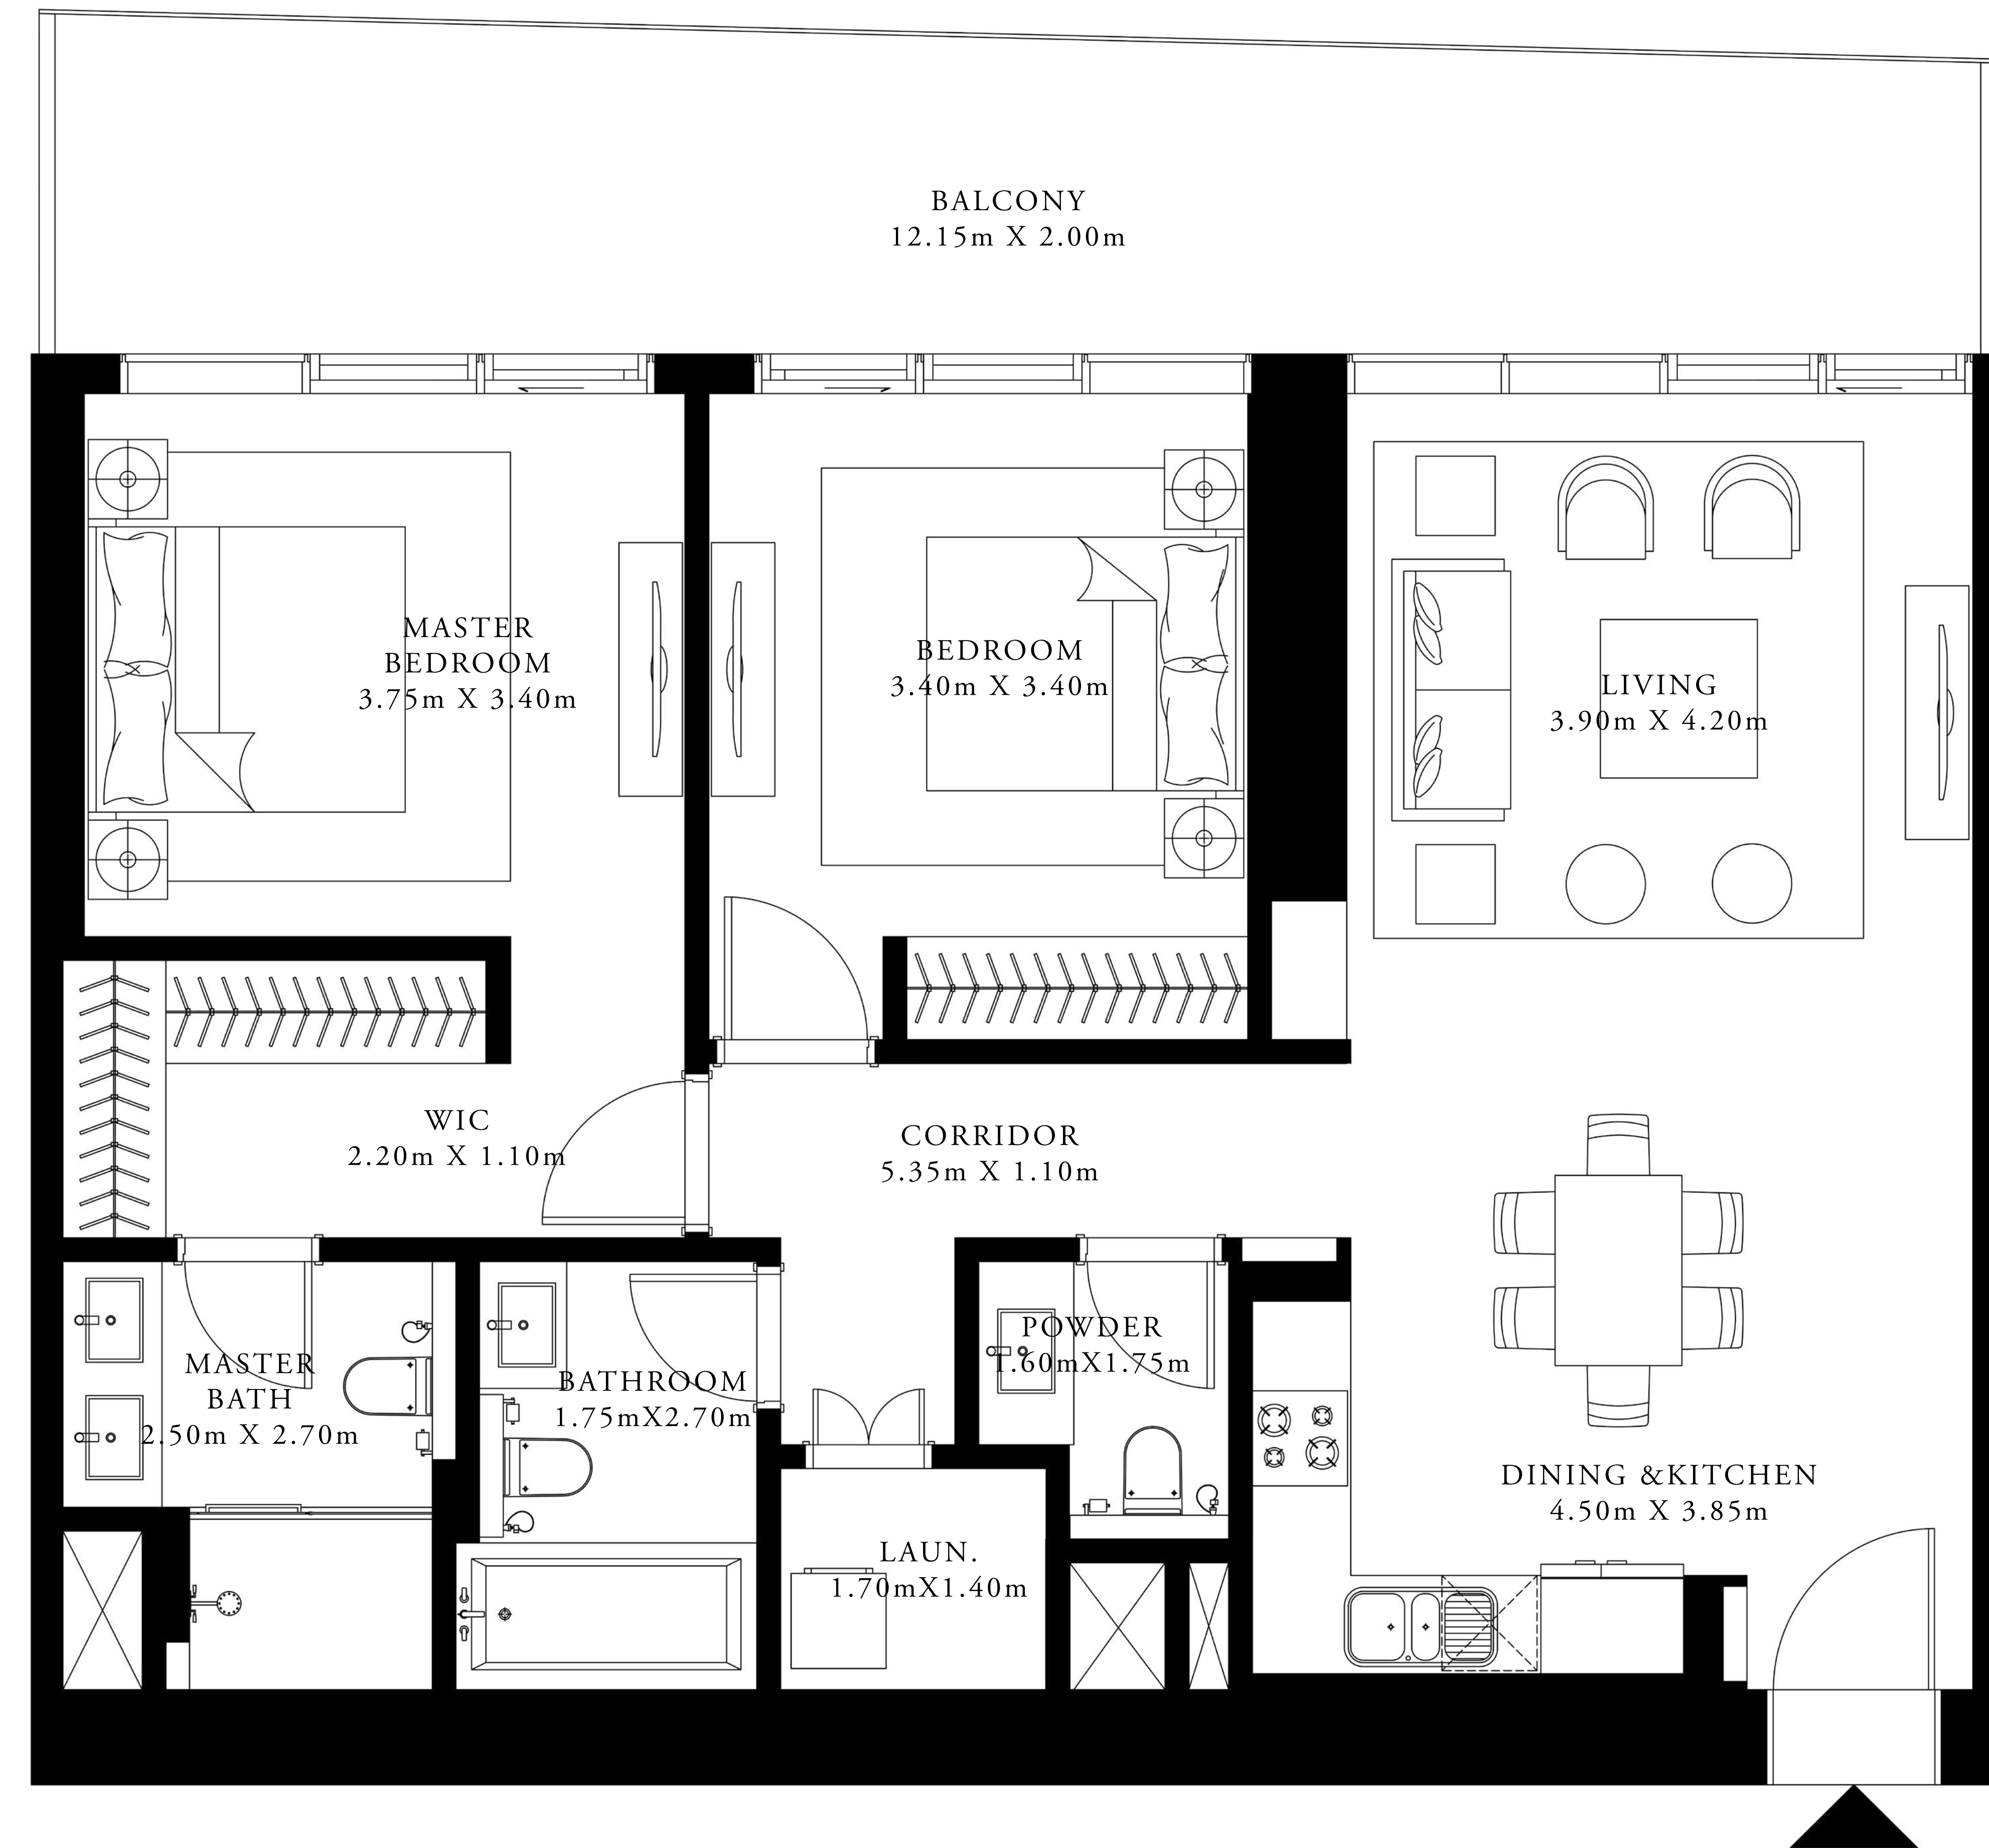 BALCONY
12.15m X 2.00m
MASTER
BEDROOM
3.75m X 3.40m
BEDROOM
3.40m X 3.40m
LIVING
3.90m X 4.20m
WIC
2.20m X 1.10m
CORRIDOR
5.35m X 1.10m
MASTER
BATH
2.50m X 2.70m
BATHROOM
1.75mX2.70m
POWDER
1.60mX1.75m
LAUN.
1.70mX1.40m
DINING &KITCHEN
4.50m X 3.85m